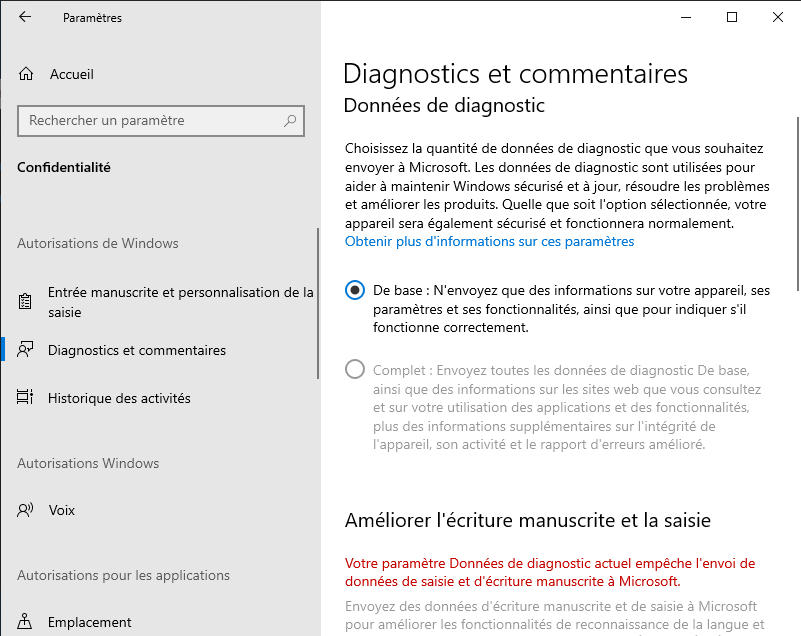 Paramètres
Accueil
Rechercher un paramètre
Confidentialité
Autorisations de Windows
Entrée manuscrite et personnalisation de la
saisie
Diagnostics et commentaires
Historique des activités
Autorisations Windows
Voix
Autorisations pour les applications
Emplacement
Diagnostics et commentaires
Données de diagnostic
Choisissez la quantité de données de diagnostic que vous souhaitez
envoyer à Microsoft. Les données de diagnostic sont utilisées pour
aider à maintenir Windows sécurisé et à jour, résoudre les problèmes
et améliorer les produits. Quelle que soit l'option sélectionnée, votre
appareil sera également sécurisé et fonctionnera normalement.
Obtenir plus d'informations sur ces paramètres
De base : N'envoyez que des informations sur votre appareil, ses
paramètres et ses fonctionnalités, ainsi que pour indiquer s'il
fonctionne correctement.
Complet : Envoyez toutes les données de diagnostic De base,
ainsi que des informations sur les sites web que vous consultez
et sur votre utilisation des applications et des fonctionnalités,
plus des informations supplémentaires sur l'intégrité de
l'appareil, son activité et le rapport d'erreurs amélioré.
Améliorer l'écriture manuscrite et la saisie
Votre paramètre Données de diagnostic actuel empêche l'envoi de
données de saisie et d'écriture manuscrite à Microsoft.
Envoyez des données d'écriture manuscrite et de saisie à Microsoft
pour améliorer les fonctionnalités de reconnaissance de la langue et